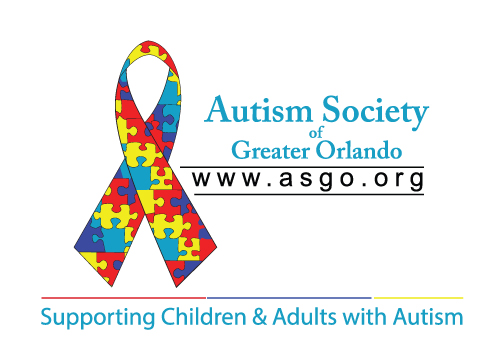 Autism Society
of
Greater Orlando
www.asgo.org
Supporting Children & Adults with Autism